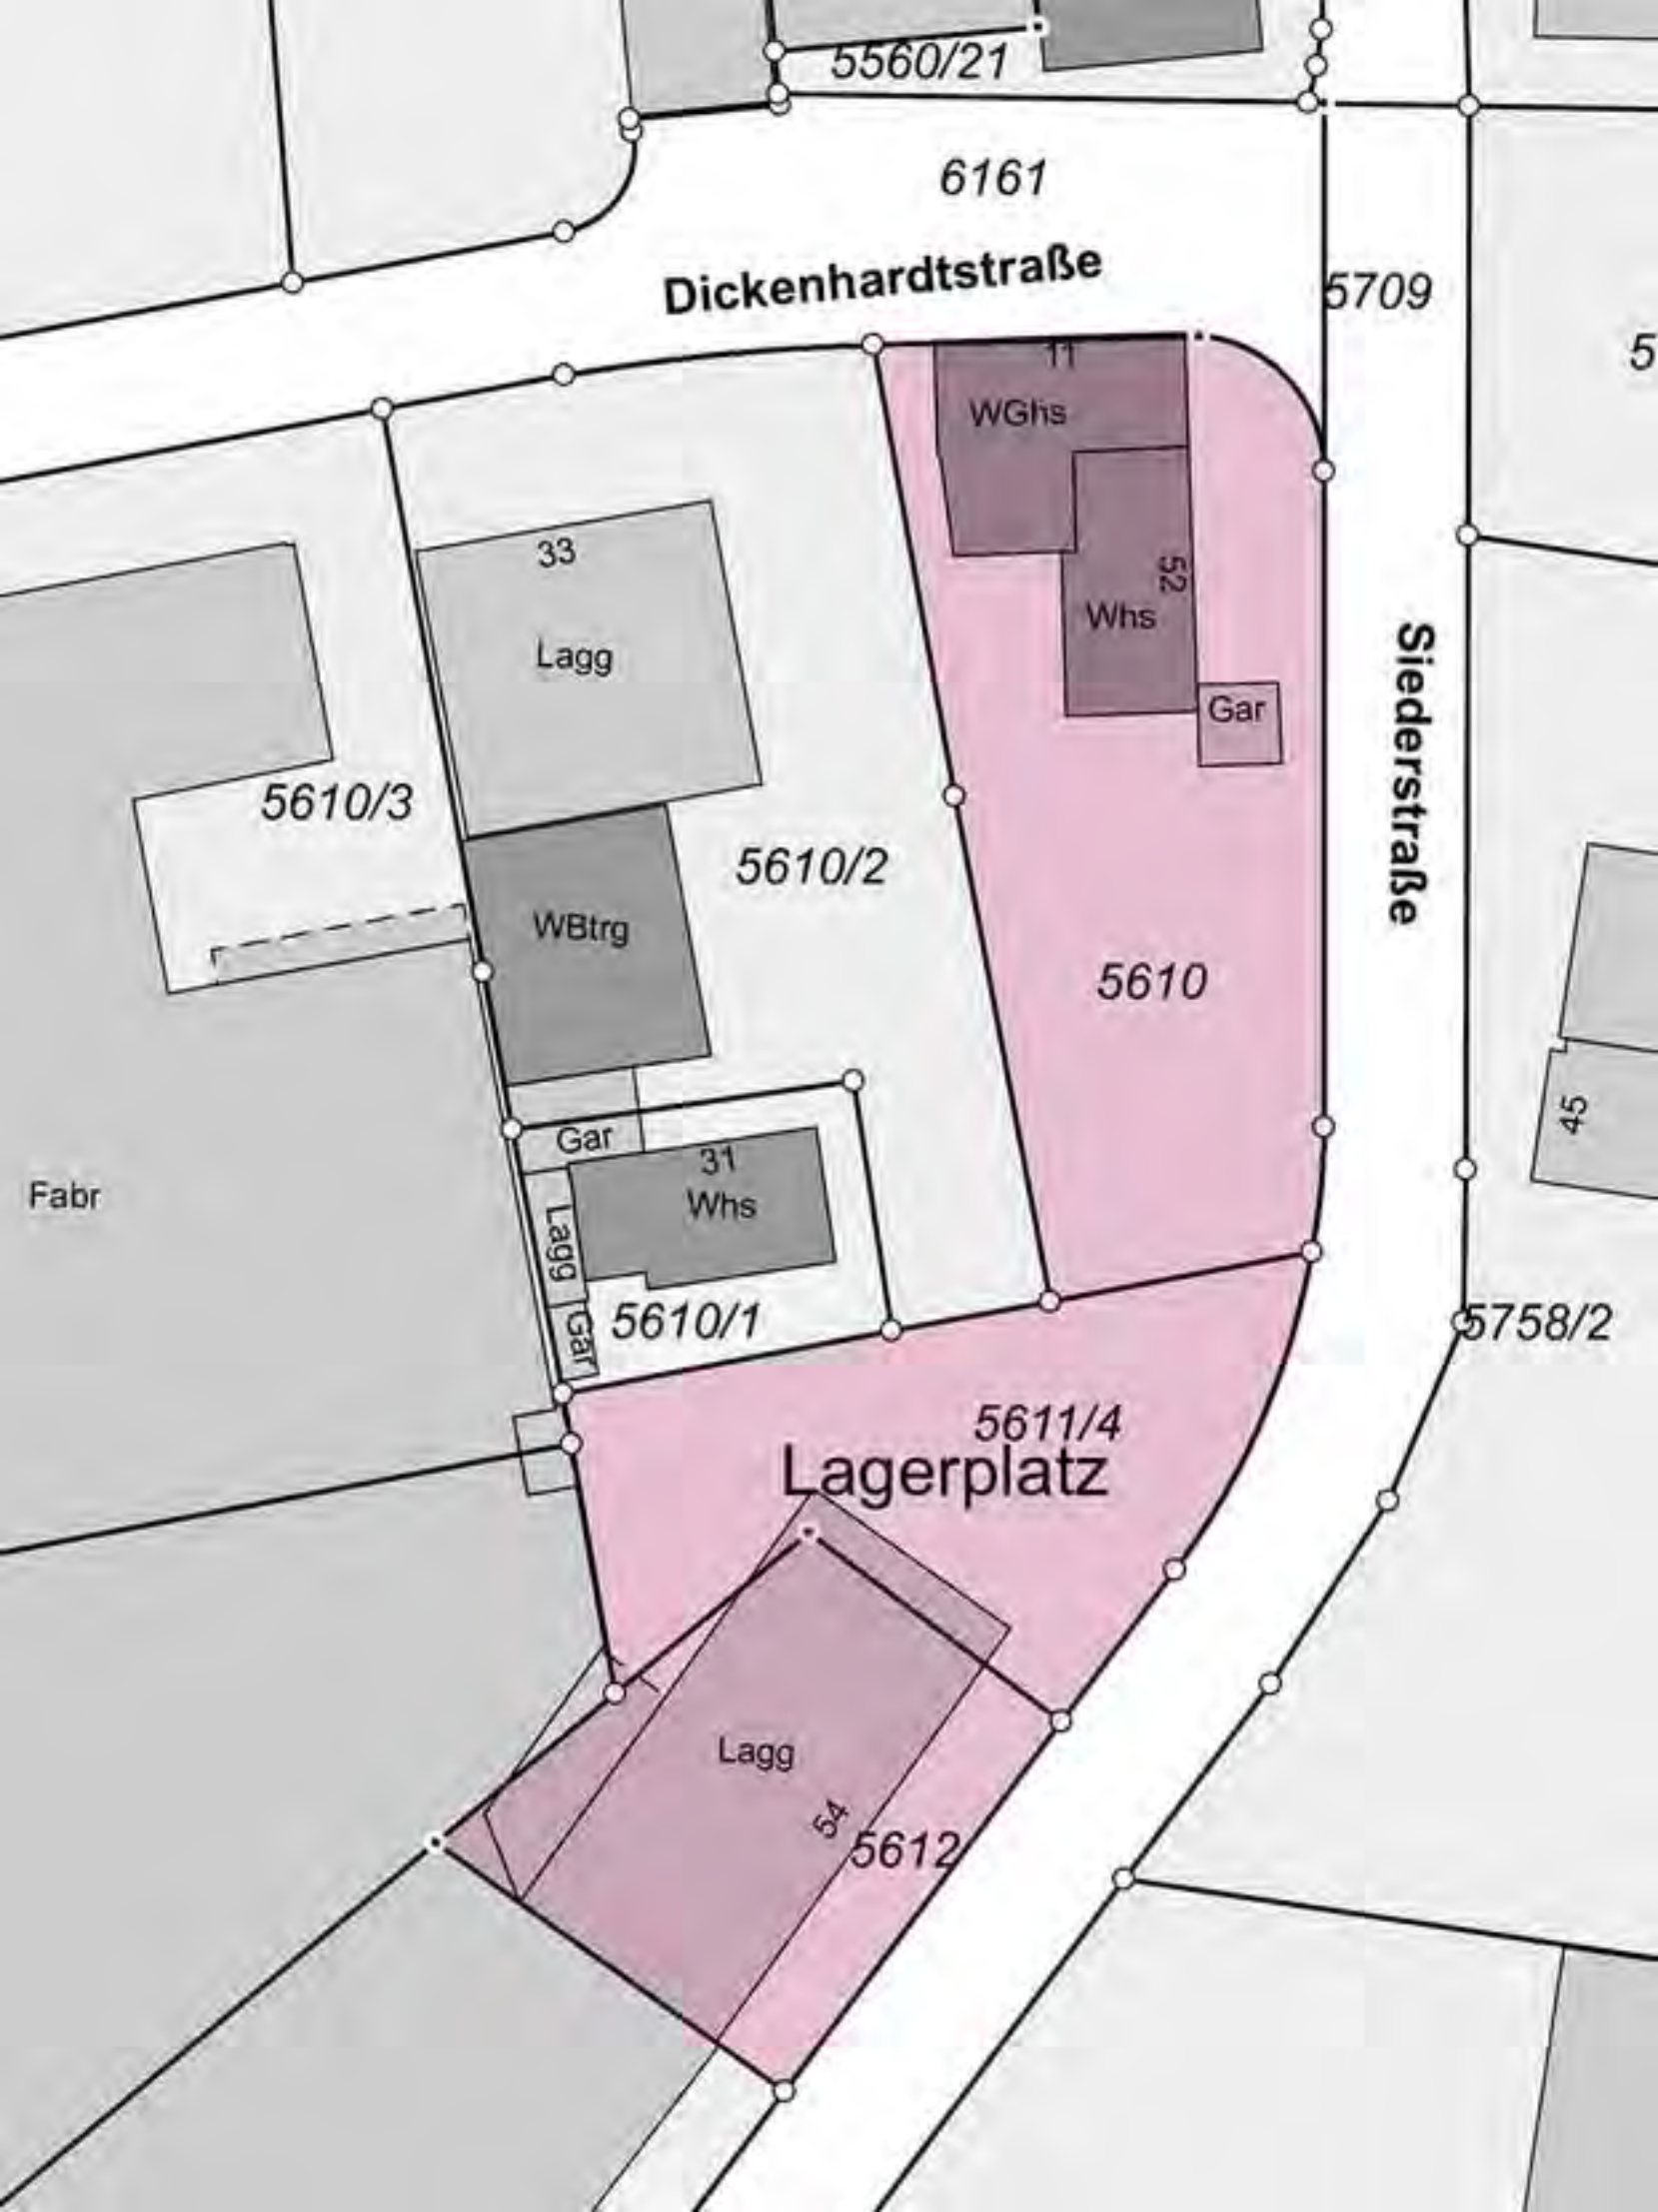 5560/21
6161
Dickenhardtstraße
5709
11
5
WGhs
33
52
Whs
Lagg
Gar
Siederstraße
5610/3
5610/2
WBtrg
5610
45
Gar
31
Fabr
Whs
Lagg
5610/1
Gar
5758/2
5611/4
Lagerplatz
Lagg
54
5612